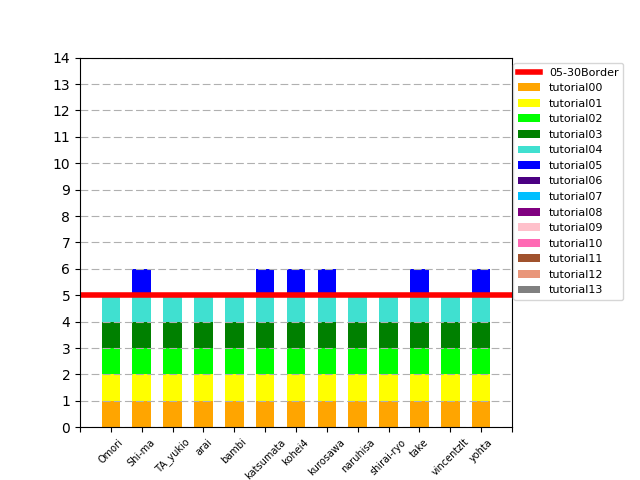 14
13
12
11
10
9
8
7
6
5
4
3
2
1
0
Omori
Shi-ma
TA_yukio
arai
bambi
katsumata
kohei4
kurosawa
naruhisa
shirai-ryo
take
vincentzlt
yohta
05-30Border
tutorial00
tutorial01
tutorial02
tutorial03
tutorial04
tutorial05
tutorial06
tutorial07
tutorial08
tutorial09
tutorial10
tutorial11
tutorial12
tutorial13